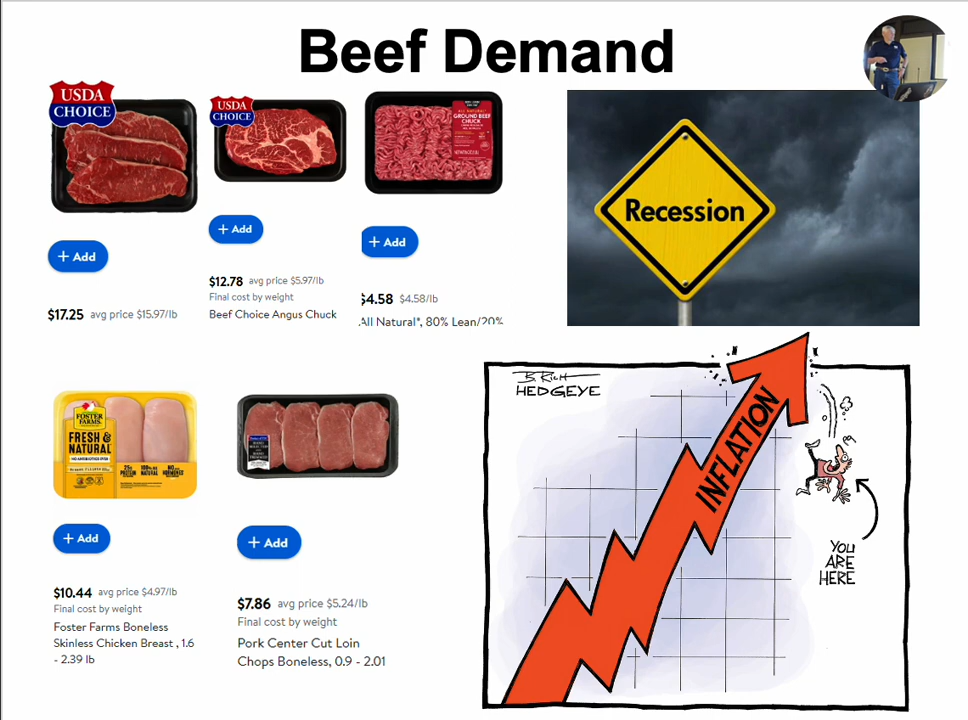 Beef Demand
USDA
CHOICE
+ Add
$17.25 avg price $15.97/lb
USDA
CHOICE
+ Add
$12.78 avg price $5.97/lb
Final cost by weight
Beef Choice Angus Chuck
ALL NATURAL
GROUND BEEF
CHUCK
+ Add
$4.58 $4.58/lb
All Natural*, 80% Lean/20%
Recession
FOSTER
FARMS
FRESH &
NATURAL
+ Add
$10.44 avg price $4.97/lb
Final cost by weight
Foster Farms Boneless
Skinless Chicken Breast , 1.6
- 2.39 lb
+ Add
$7.86 avg price $5.24/lb
Final cost by weight
Pork Center Cut Loin
Chops Boneless, 0.9 - 2.01
B. RICH
HEDGEYE
INFLATION
YOU
ARE
HERE